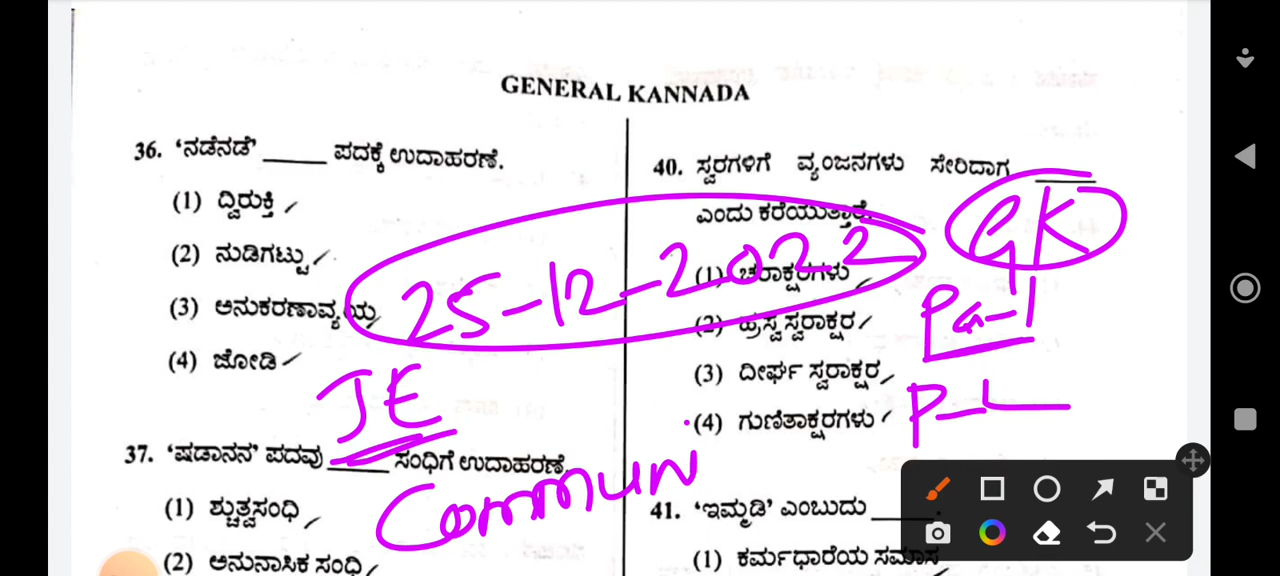 GENERAL KANNADA
36. 'ನಡೆನಡೆ' _____ ಪದಕ್ಕೆ ಉದಾಹರಣೆ.
(1) ದ್ವಿರುಕ್ತಿ
(2) ನುಡಿಗಟ್ಟು
(3) ಅನುಕರಣಾವ್ಯಯ
(4) ಜೋಡಿ
37. 'ಷಡಾನನ' ಪದವು _____ ಸಂಧಿಗೆ ಉದಾಹರಣೆ.
(1) ಶ್ಚುತ್ವಸಂಧಿ
(2) ಅನುನಾಸಿಕ ಸಂಧಿ
40. ಸ್ವರಗಳಿಗೆ ವ್ಯಂಜನಗಳು ಸೇರಿದಾಗ _____
ಎಂದು ಕರೆಯುತ್ತಾರೆ.
(1) ಚರಾಕ್ಷರಗಳು
(2) ಹ್ರಸ್ವಸ್ವರಾಕ್ಷರ
(3) ದೀರ್ಘ ಸ್ವರಾಕ್ಷರ
(4) ಗುಣಿತಾಕ್ಷರಗಳು
41. 'ಇಮ್ಮಡಿ' ಎಂಬುದು _____ .
(1) ಕರ್ಮಧಾರೆಯ ಸಮಾಸ
25-12-2022
GK
JE
Commun